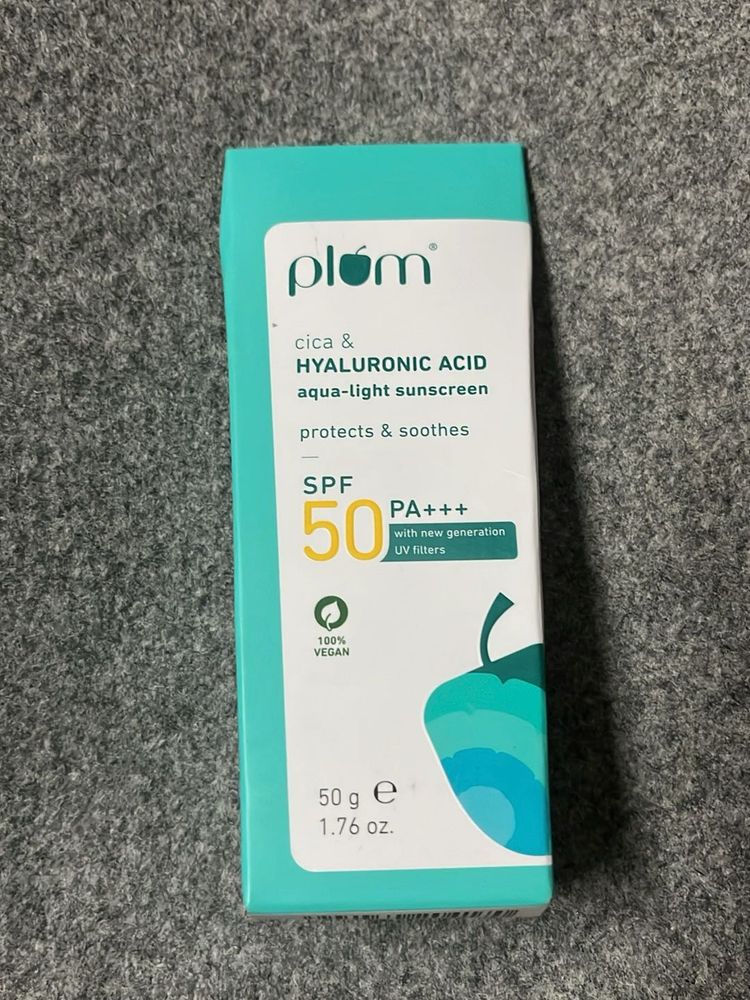 plum®
cica &
HYALURONIC ACID
aqua-light sunscreen
protects & soothes
SPF
50 PA+++
with new generation
UV filters
100%
VEGAN
50 g ℮
1.76 oz.